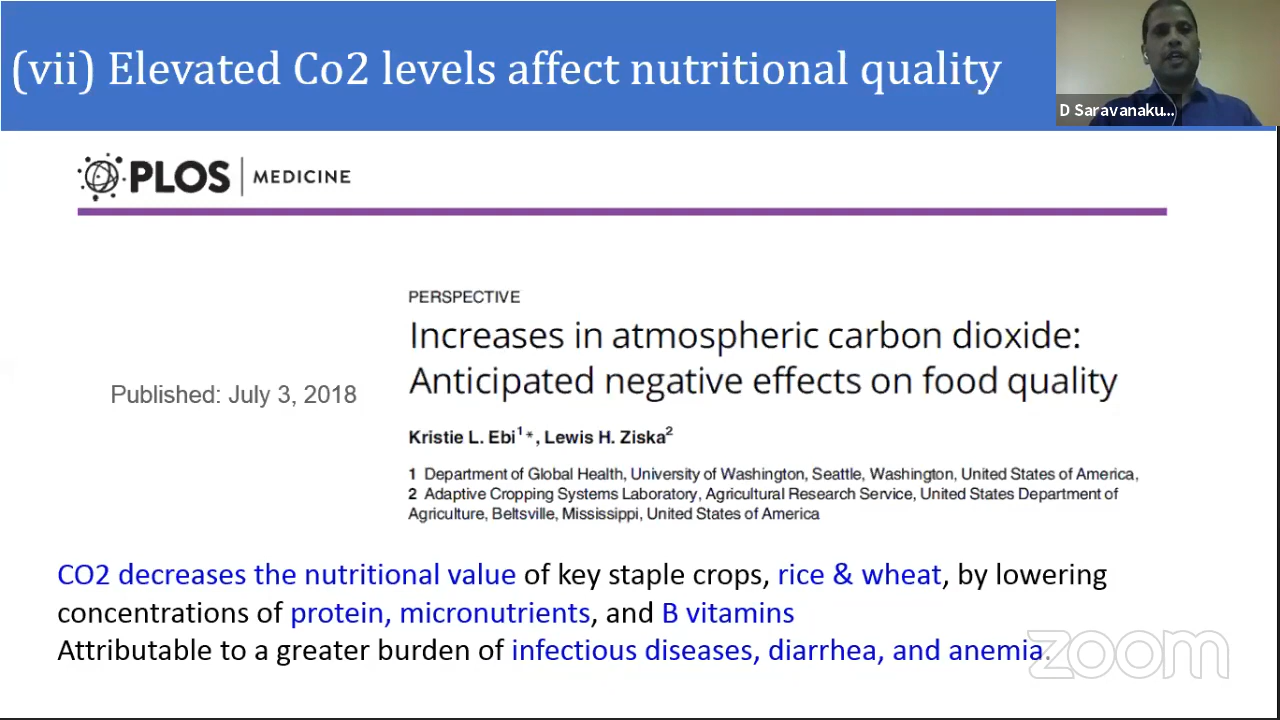 (vii) Elevated Co2 levels affect nutritional quality
D Saravanaku...
PLOS MEDICINE
PERSPECTIVE
Increases in atmospheric carbon dioxide:
Anticipated negative effects on food quality
Published: July 3, 2018
Kristie L. Ebi1*, Lewis H. Ziska2
1 Department of Global Health, University of Washington, Seattle, Washington, United States of America,
2 Adaptive Cropping Systems Laboratory, Agricultural Research Service, United States Department of
Agriculture, Beltsville, Mississippi, United States of America
CO2 decreases the nutritional value of key staple crops, rice & wheat, by lowering
concentrations of protein, micronutrients, and B vitamins
Attributable to a greater burden of infectious diseases, diarrhea, and anemia.
zoom